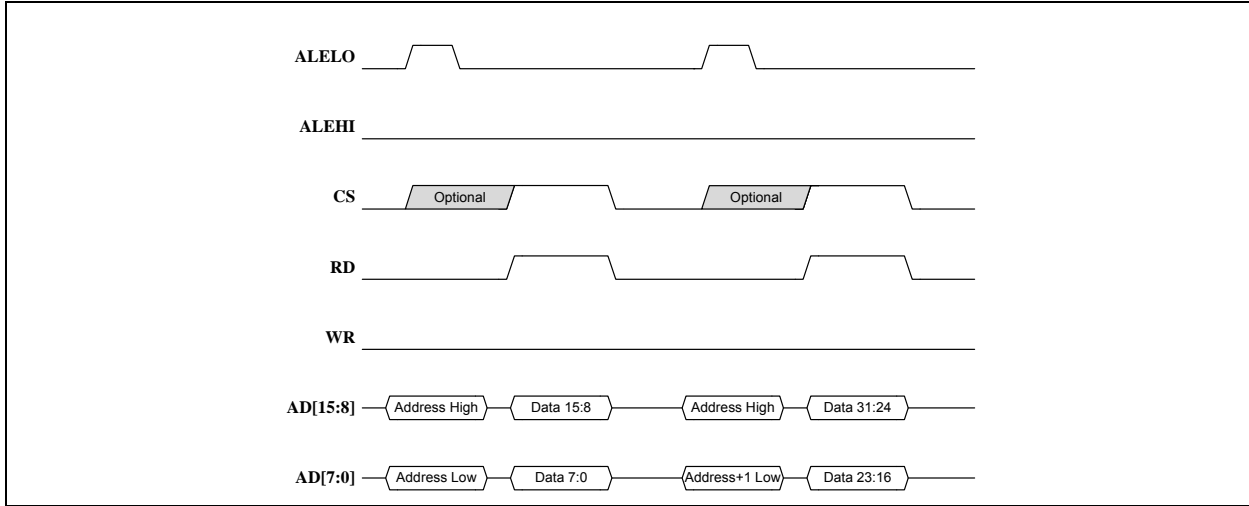 ALELO
ALEHI
CS Optional Optional
RD
WR
AD[15:8] Address High Data 15:8 Address High Data 31:24
AD[7:0] Address Low Data 7:0 Address+1 Low Data 23:16